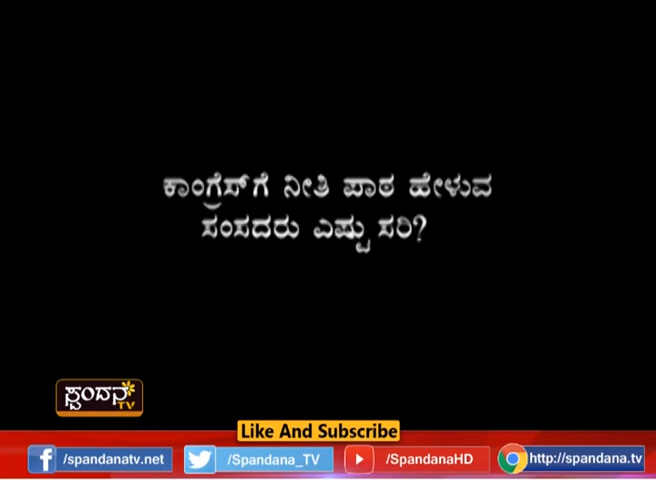 ಕಾಂಗ್ರೆಸ್‌ಗೆ ನೀತಿ ಪಾಠ ಹೇಳುವ
ಸಂಸದರು ಎಷ್ಟು ಸರಿ?
ಸ್ಪಂದನ
TV
Like And Subscribe
/spandanatv.net
/Spandana_TV
/SpandanaHD
http://spandana.tv